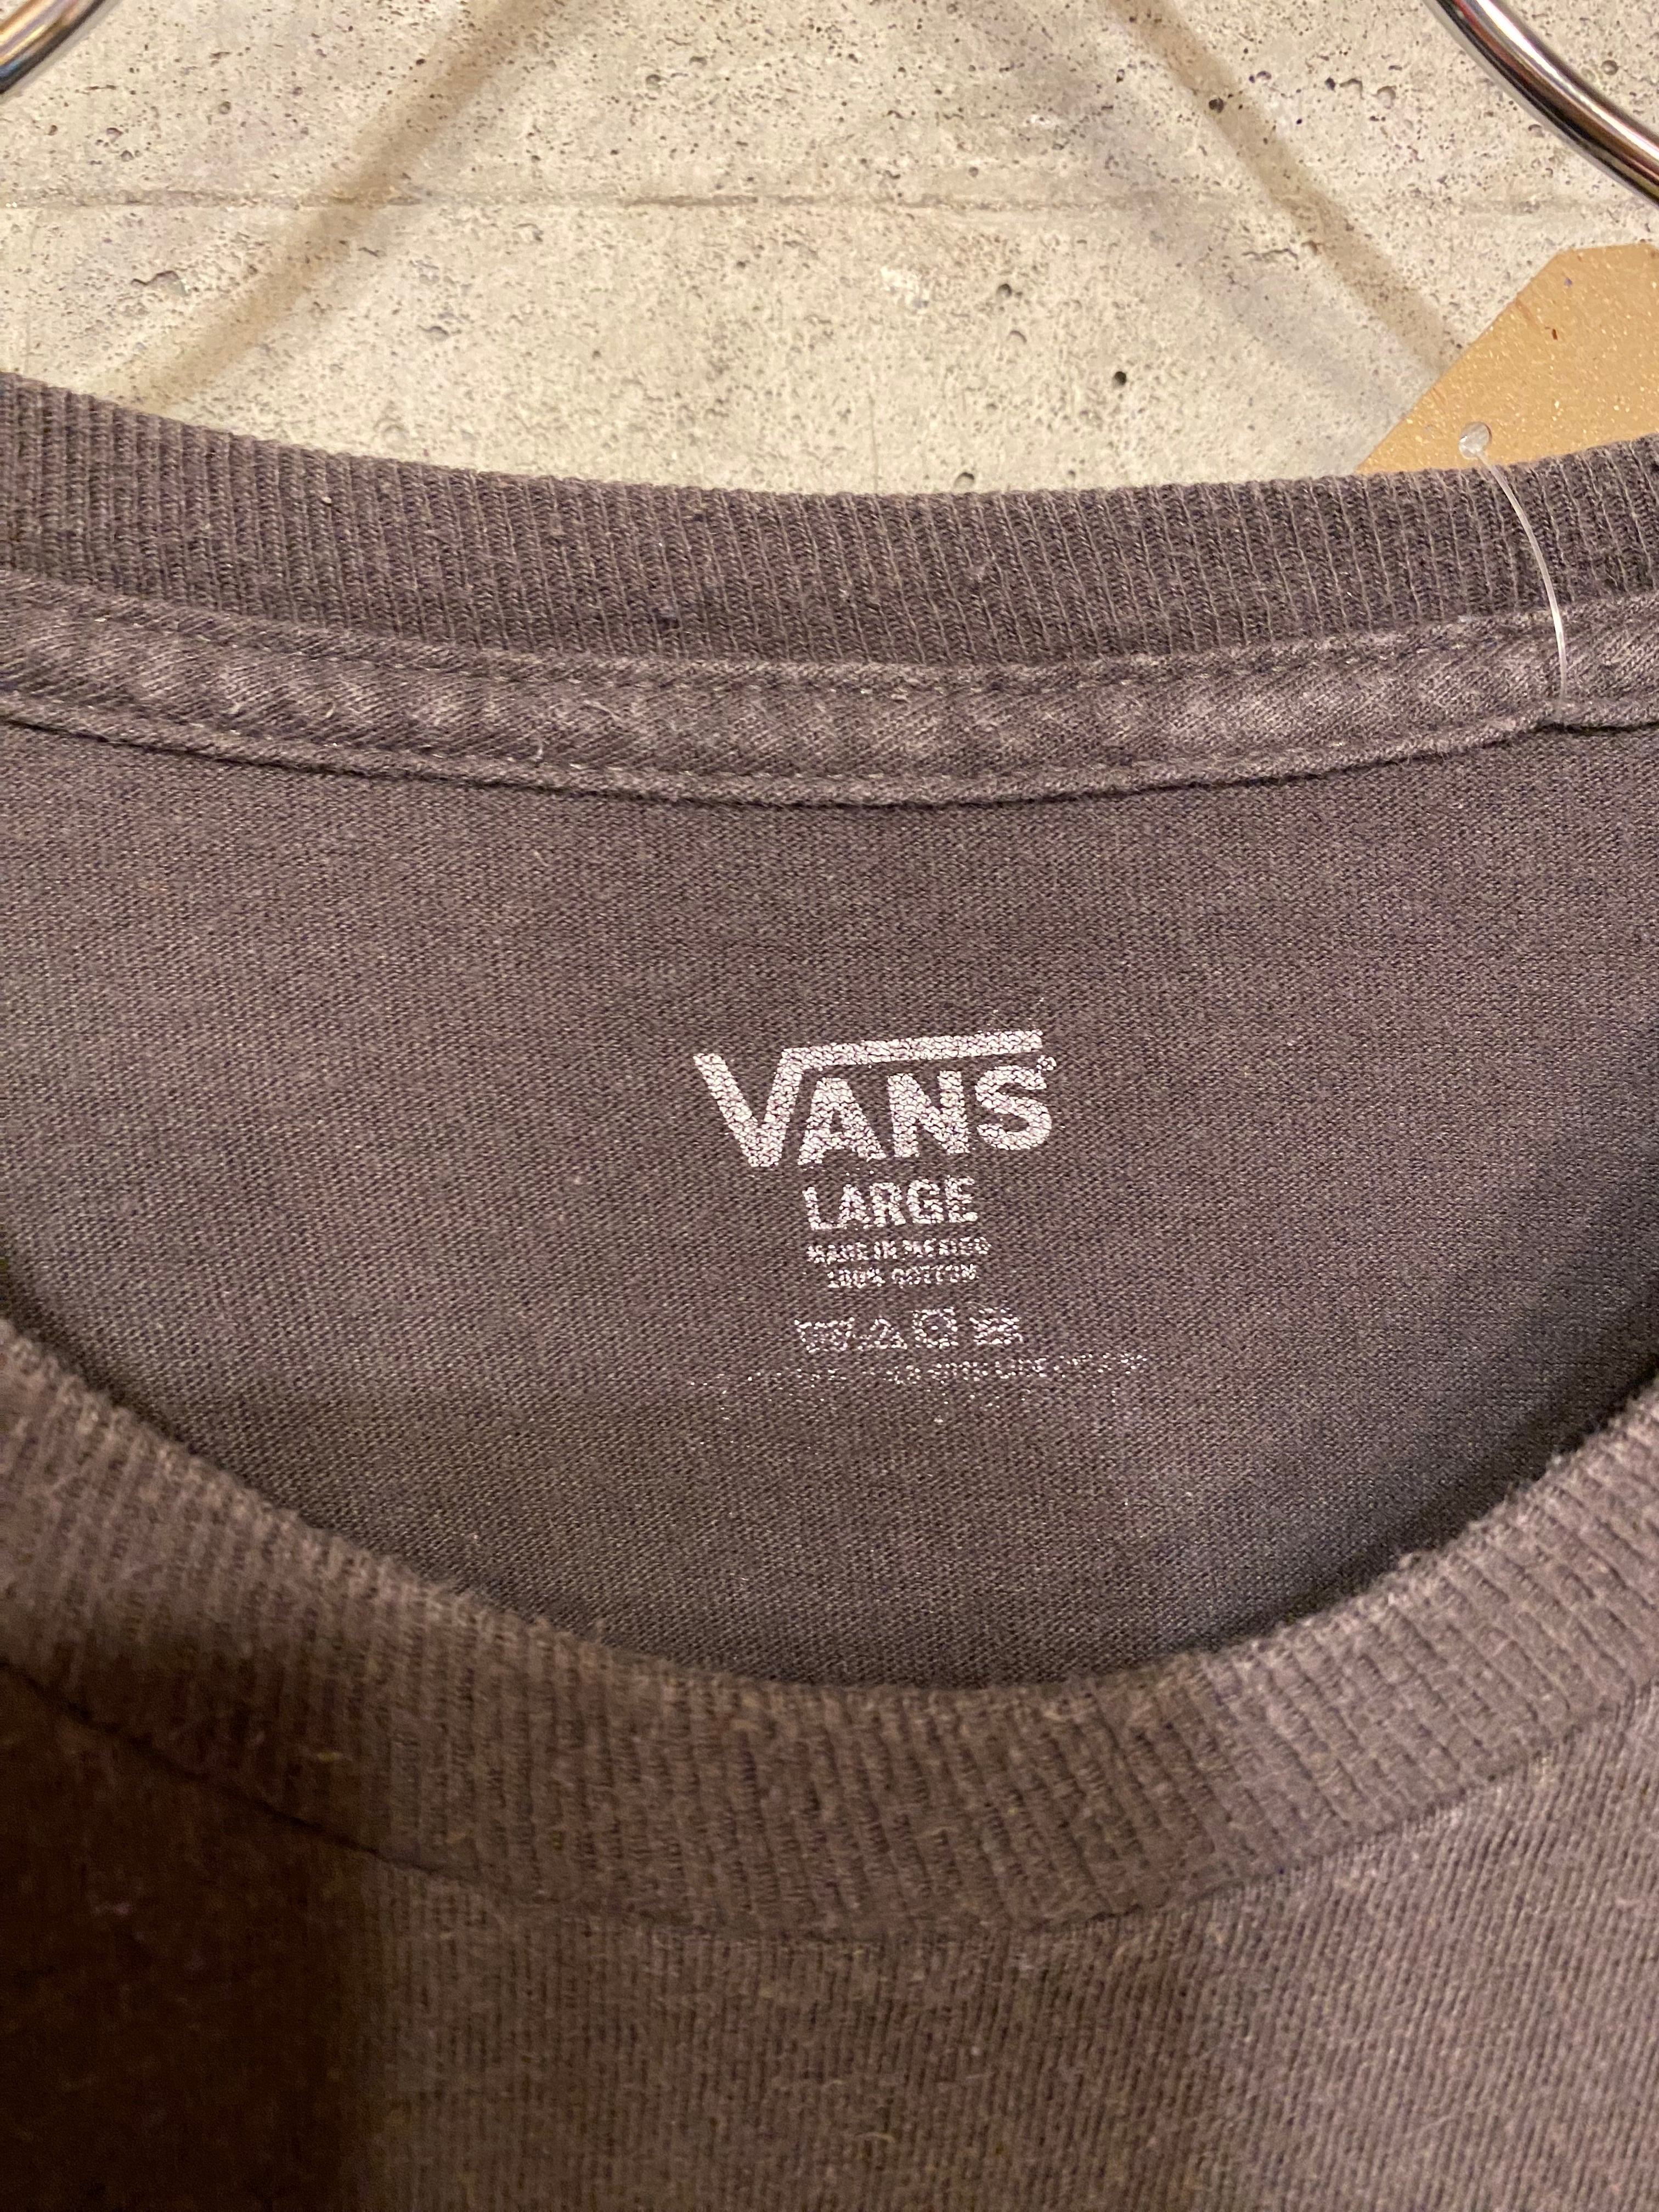 VANS®
LARGE
MADE IN MEXICO
100% COTTON